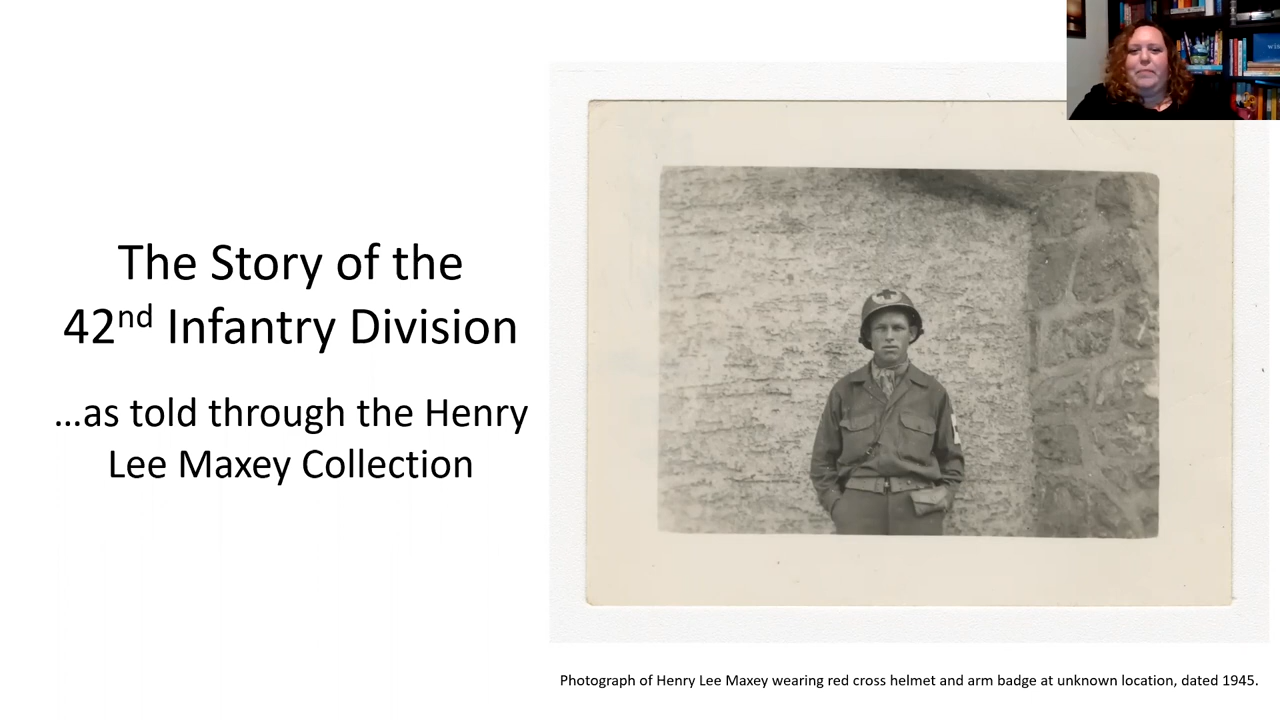 The Story of the
42nd Infantry Division
...as told through the Henry
Lee Maxey Collection
Photograph of Henry Lee Maxey wearing red cross helmet and arm badge at unknown location, dated 1945.